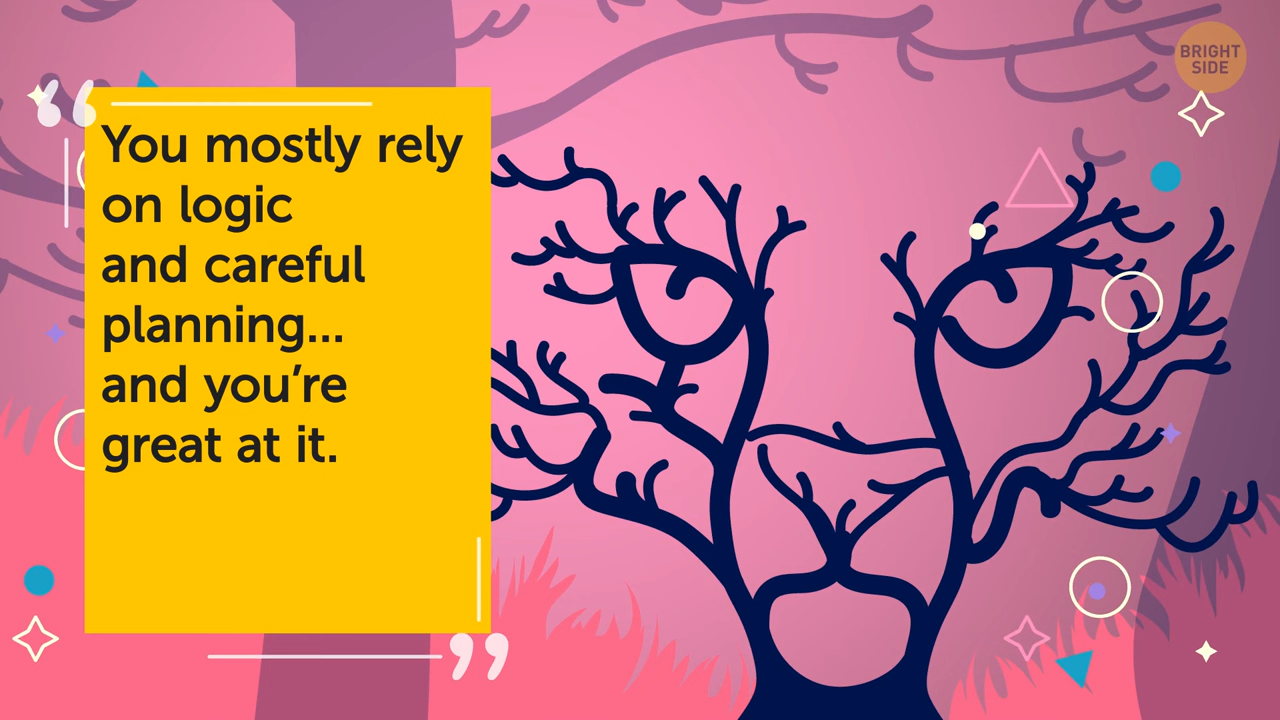 BRIGHT
SIDE
“
You mostly rely
on logic
and careful
planning...
and you’re
great at it.
”